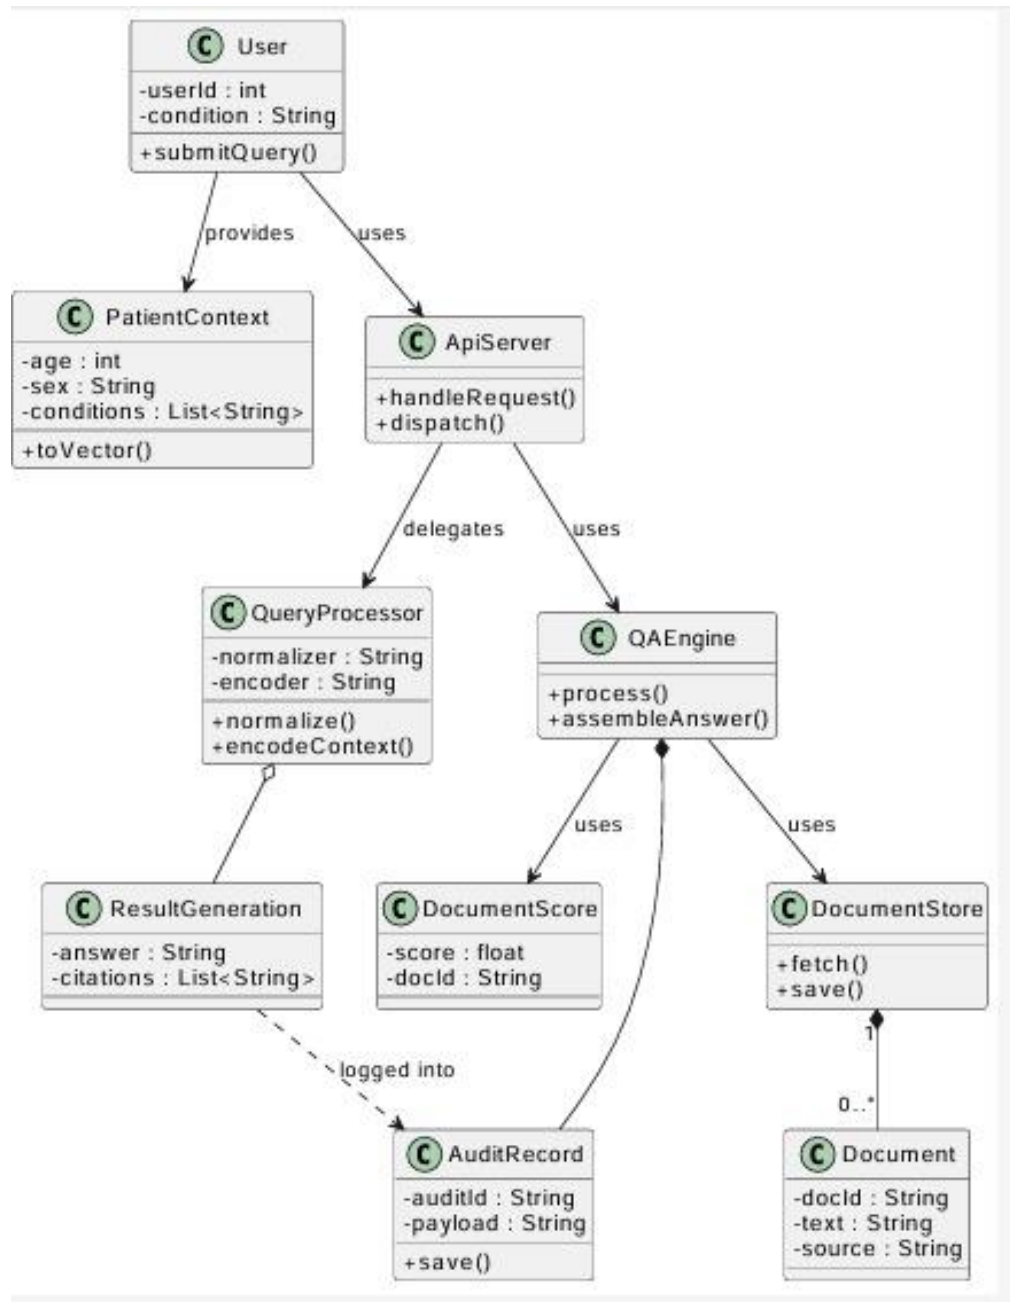 C User
-userId : int
-condition : String
+submitQuery()
provides
uses
C PatientContext
-age : int
-sex : String
-conditions : List<String>
+toVector()
C ApiServer
+handleRequest()
+dispatch()
delegates
uses
C QueryProcessor
-normalizer : String
-encoder : String
+normalize()
+encodeContext()
C QAEngine
+process()
+assembleAnswer()
uses
uses
C ResultGeneration
-answer : String
-citations : List<String>
C DocumentScore
-score : float
-docId : String
C DocumentStore
+fetch()
+save()
1
0..*
logged into
C AuditRecord
-auditId : String
-payload : String
+save()
C Document
-docId : String
-text : String
-source : String